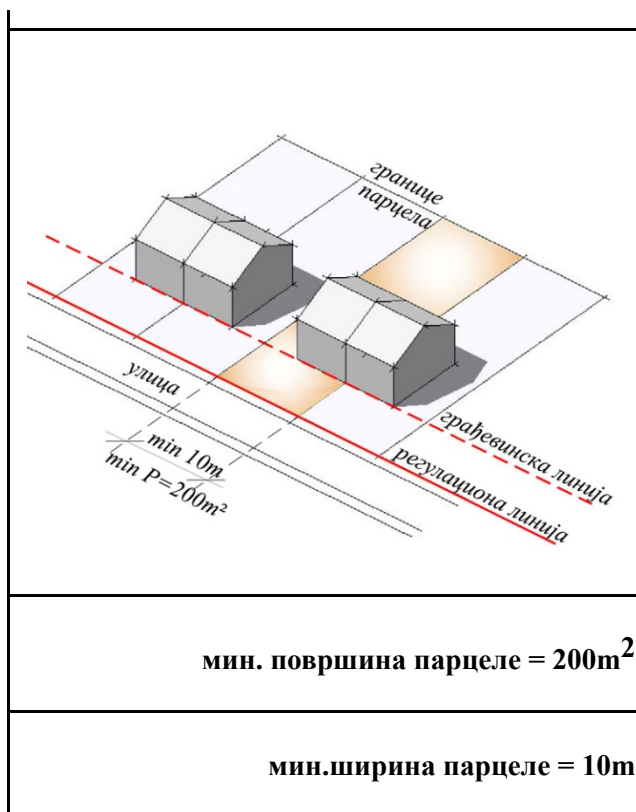 границе
парцела
улица
min 10m
min P=200m²
грађевинска линија
регулациона линија
мин. површина парцеле = 200m²
мин.ширина парцеле = 10m